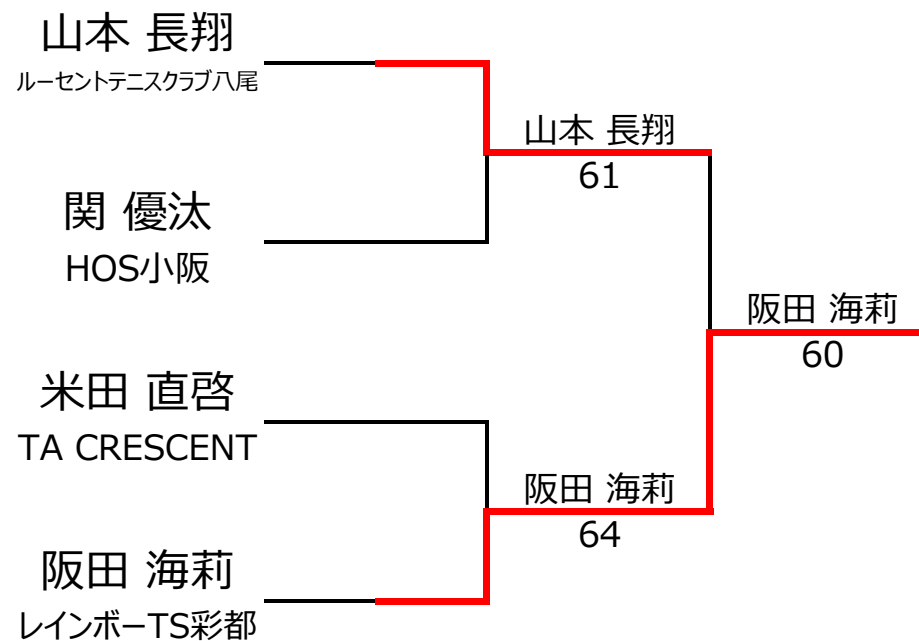 山本 長翔
ルーセントテニスクラブ八尾
関 優汰
HOS小阪
米田 直啓
TA CRESCENT
阪田 海莉
レインボーTS彩都
山本 長翔
61
阪田 海莉
64
阪田 海莉
60